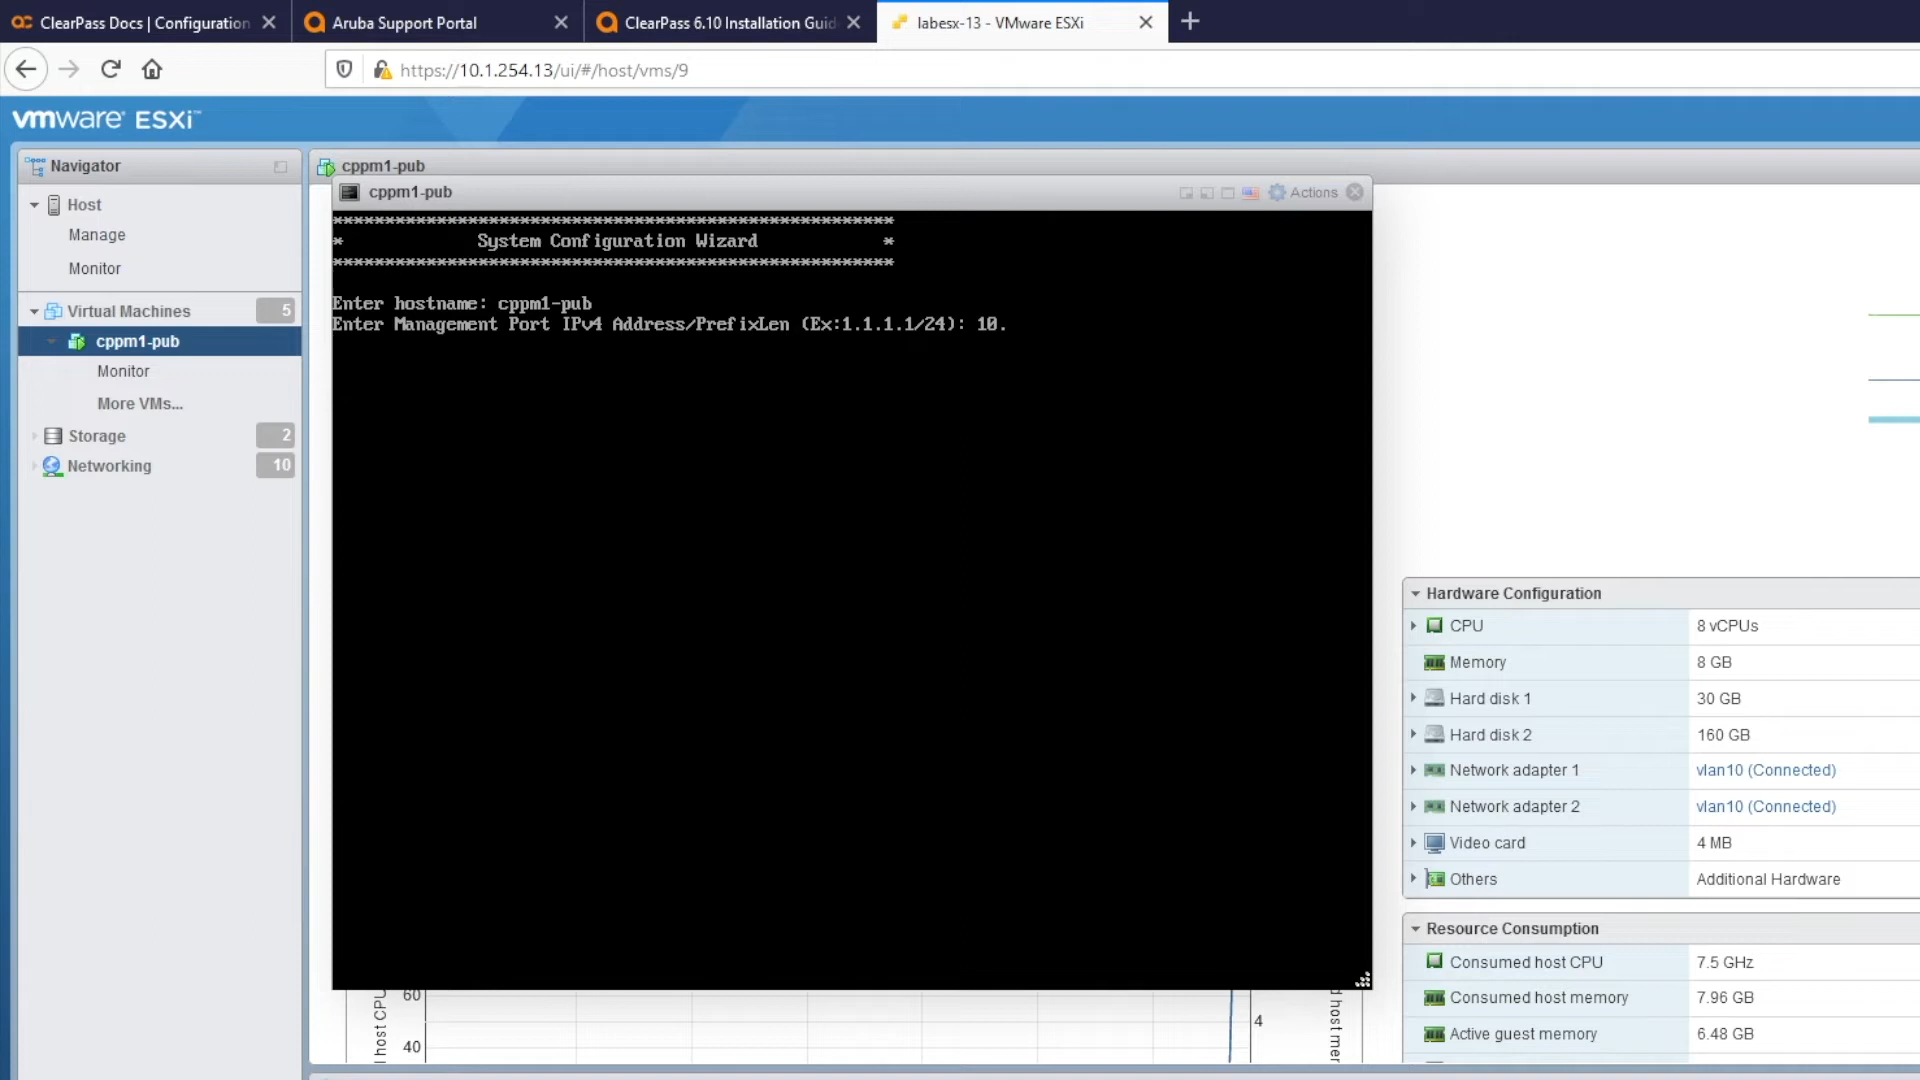 ClearPass Docs | Configuration
Aruba Support Portal
ClearPass 6.10 Installation Guid
labesx-13 - VMware ESXi
https://10.1.254.13/ui/#/host/vms/9
vmware ESXi™
Navigator
Host
Manage
Monitor
Virtual Machines 5
cppm1-pub
Monitor
More VMs...
Storage 2
Networking 10
cppm1-pub
cppm1-pub
Actions
******************************************************
* System Configuration Wizard *
******************************************************
Enter hostname: cppm1-pub
Enter Management Port IPv4 Address/PrefixLen (Ex:1.1.1.1/24): 10.
Hardware Configuration
CPU 8 vCPUs
Memory 8 GB
Hard disk 1 30 GB
Hard disk 2 160 GB
Network adapter 1 vlan10 (Connected)
Network adapter 2 vlan10 (Connected)
Video card 4 MB
Others Additional Hardware
Resource Consumption
Consumed host CPU 7.5 GHz
Consumed host memory 7.96 GB
Active guest memory 6.48 GB
60
40
host CPU
4
host mer